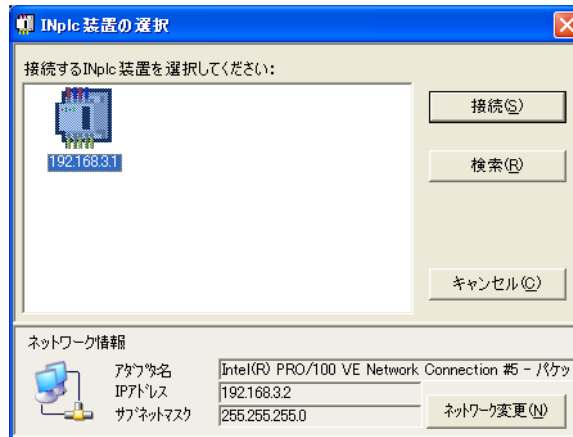 INplc装置の選択
接続するINplc装置を選択してください:
192.168.3.1
接続(S)
検索(R)
キャンセル(C)
ネットワーク情報
アダプタ名 Intel(R) PRO/100 VE Network Connection #5 - パケッ
IPアドレス 192.168.3.2
サブネットマスク 255.255.255.0
ネットワーク変更(N)